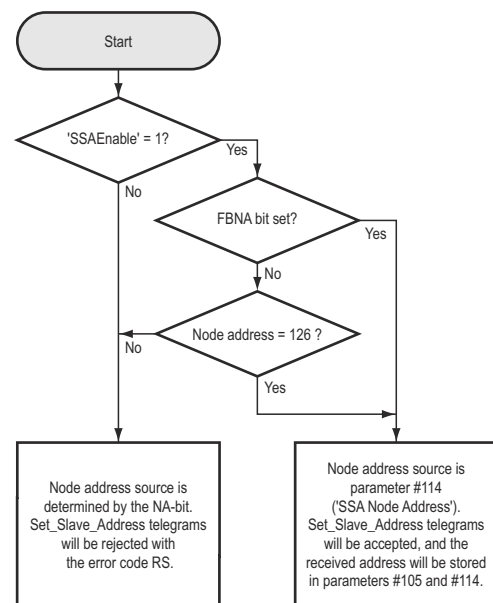 Start
'SSAEnable' = 1?
Yes
No
FBNA bit set?
Yes
No
Node address = 126 ?
No
Yes
Node address source is
determined by the NA-bit.
Set_Slave_Address telegrams
will be rejected with
the error code RS.
Node address source is
parameter #114
('SSA Node Address').
Set_Slave_Address telegrams
will be accepted, and the
received address will be stored
in parameters #105 and #114.